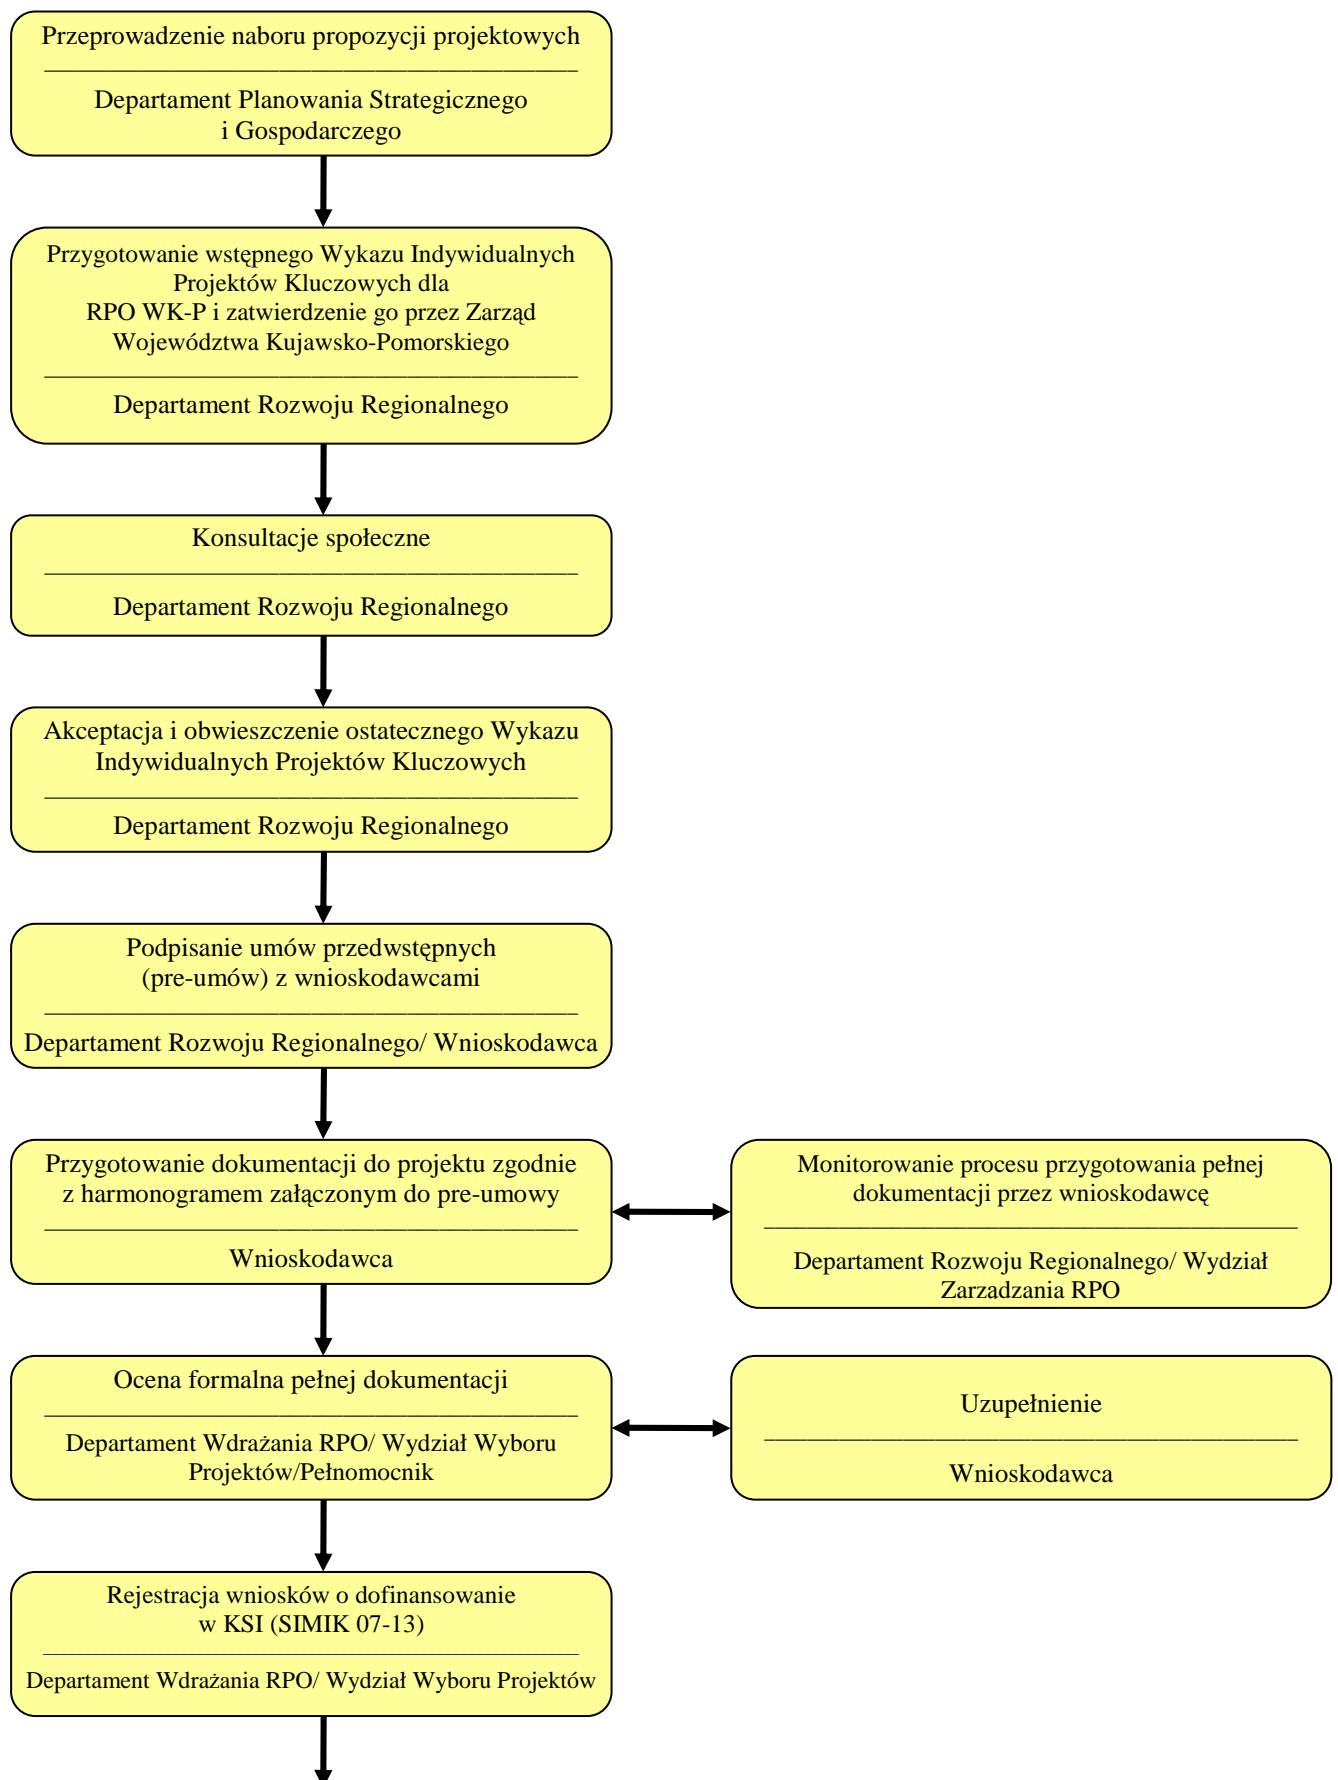 Przeprowadzenie naboru propozycji projektowych
Departament Planowania Strategicznego
i Gospodarczego
Przygotowanie wstępnego Wykazu Indywidualnych
Projektów Kluczowych dla
RPO WK-P i zatwierdzenie go przez Zarząd
Województwa Kujawsko-Pomorskiego
Departament Rozwoju Regionalnego
Konsultacje społeczne
Departament Rozwoju Regionalnego
Akceptacja i obwieszczenie ostatecznego Wykazu
Indywidualnych Projektów Kluczowych
Departament Rozwoju Regionalnego
Podpisanie umów przedwstępnych
(pre-umów) z wnioskodawcami
Departament Rozwoju Regionalnego/ Wnioskodawca
Przygotowanie dokumentacji do projektu zgodnie
z harmonogramem załączonym do pre-umowy
Wnioskodawca
Monitorowanie procesu przygotowania pełnej
dokumentacji przez wnioskodawcę
Departament Rozwoju Regionalnego/ Wydział
Zarzadzania RPO
Ocena formalna pełnej dokumentacji
Departament Wdrażania RPO/ Wydział Wyboru
Projektów/Pełnomocnik
Uzupełnienie
Wnioskodawca
Rejestracja wniosków o dofinansowanie
w KSI (SIMIK 07-13)
Departament Wdrażania RPO/ Wydział Wyboru Projektów